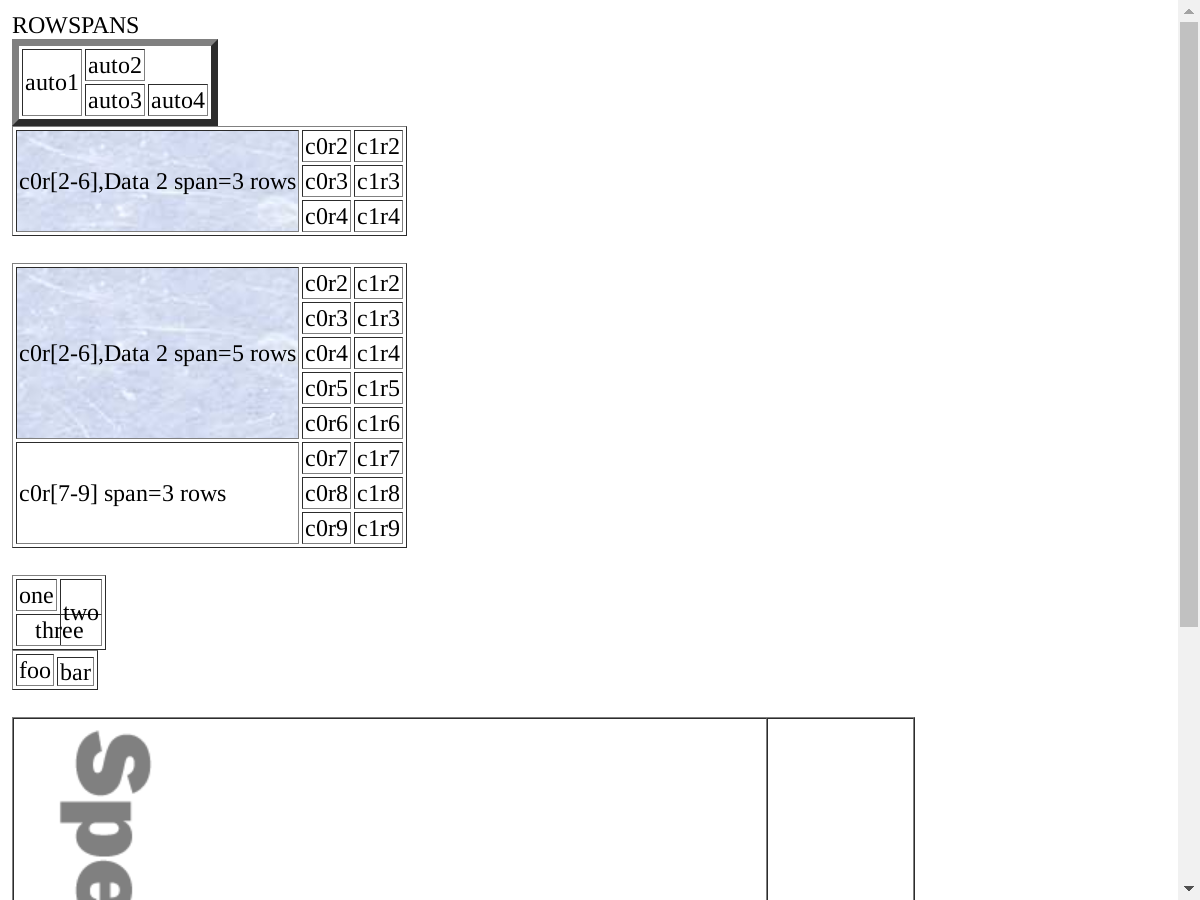 ROWSPANS
auto1 auto2
auto3 auto4
c0r[2-6],Data 2 span=3 rows c0r2 c1r2
c0r3 c1r3
c0r4 c1r4
c0r[2-6],Data 2 span=5 rows c0r2 c1r2
c0r3 c1r3
c0r4 c1r4
c0r5 c1r5
c0r6 c1r6
c0r[7-9] span=3 rows c0r7 c1r7
c0r8 c1r8
c0r9 c1r9
one two
three
foo bar
Spe